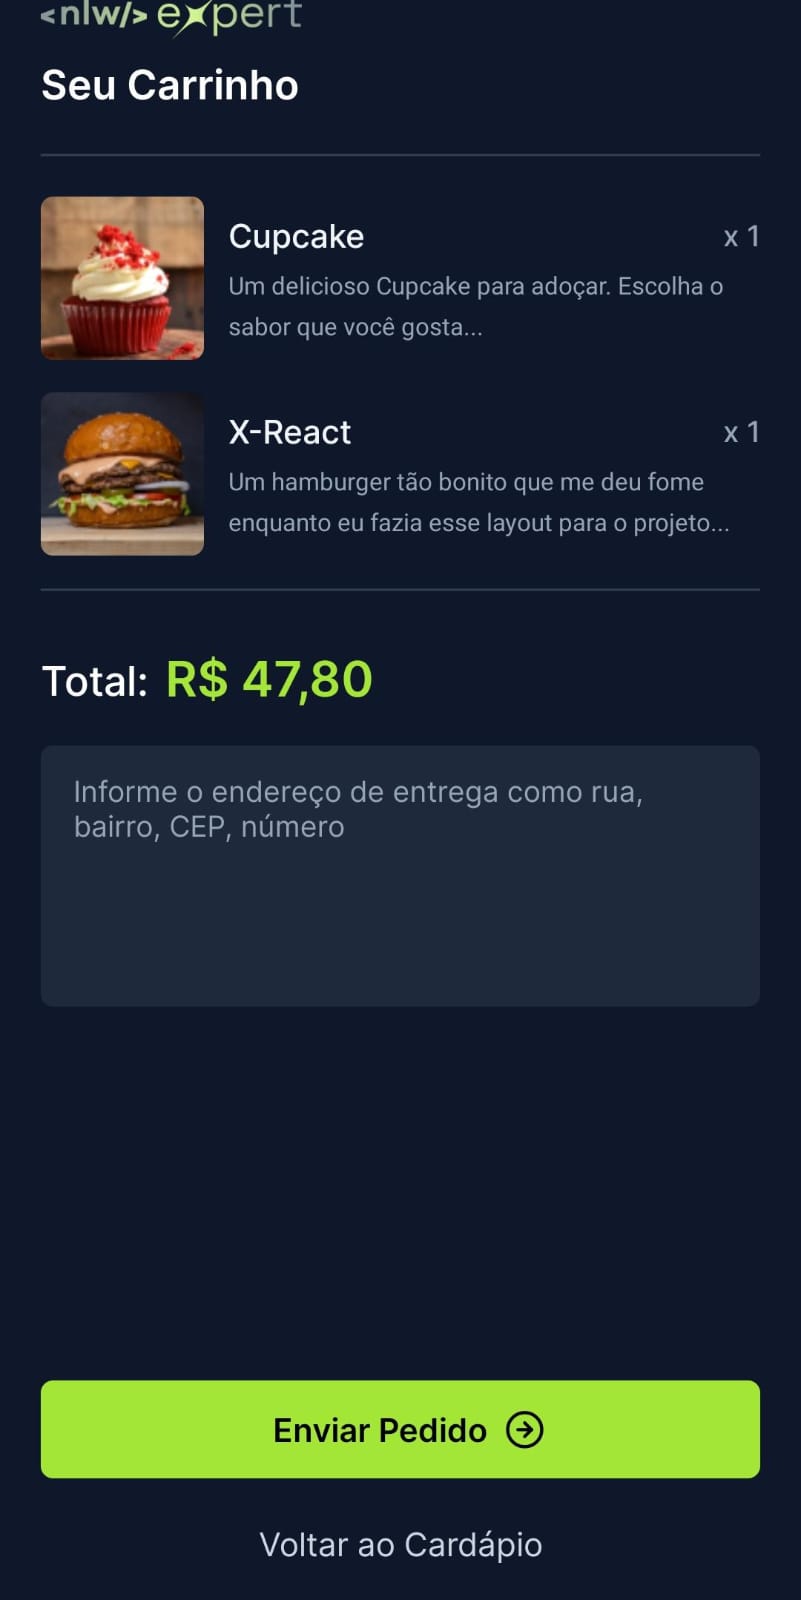 <nlw/> expert
Seu Carrinho
Cupcake
x 1
Um delicioso Cupcake para adoçar. Escolha o
sabor que você gosta...
X-React
x 1
Um hamburger tão bonito que me deu fome
enquanto eu fazia esse layout para o projeto...
Total: R$ 47,80
Informe o endereço de entrega como rua,
bairro, CEP, número
Enviar Pedido
Voltar ao Cardápio